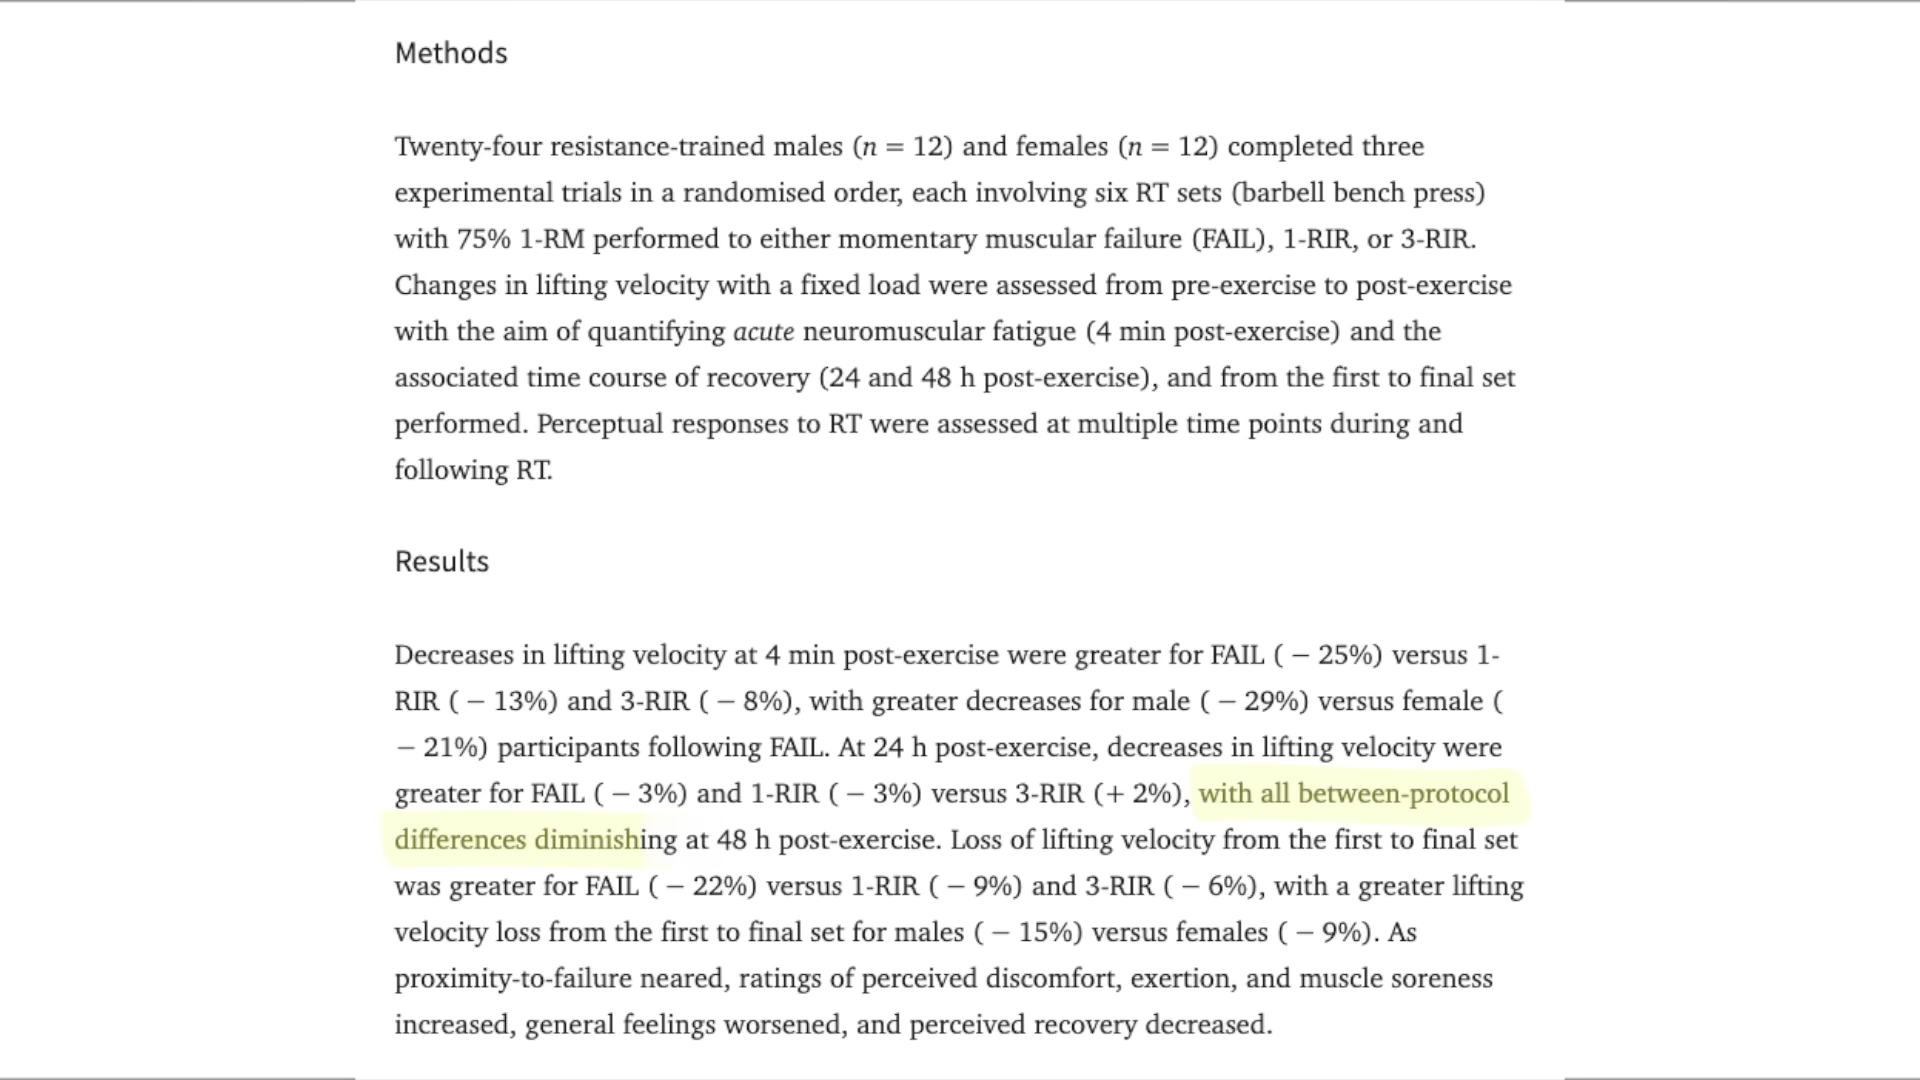 Methods
Twenty-four resistance-trained males (n = 12) and females (n = 12) completed three
experimental trials in a randomised order, each involving six RT sets (barbell bench press)
with 75% 1-RM performed to either momentary muscular failure (FAIL), 1-RIR, or 3-RIR.
Changes in lifting velocity with a fixed load were assessed from pre-exercise to post-exercise
with the aim of quantifying acute neuromuscular fatigue (4 min post-exercise) and the
associated time course of recovery (24 and 48 h post-exercise), and from the first to final set
performed. Perceptual responses to RT were assessed at multiple time points during and
following RT.
Results
Decreases in lifting velocity at 4 min post-exercise were greater for FAIL ( − 25%) versus 1-
RIR ( − 13%) and 3-RIR ( − 8%), with greater decreases for male ( − 29%) versus female (
− 21%) participants following FAIL. At 24 h post-exercise, decreases in lifting velocity were
greater for FAIL ( − 3%) and 1-RIR ( − 3%) versus 3-RIR (+ 2%), with all between-protocol
differences diminishing at 48 h post-exercise. Loss of lifting velocity from the first to final set
was greater for FAIL ( − 22%) versus 1-RIR ( − 9%) and 3-RIR ( − 6%), with a greater lifting
velocity loss from the first to final set for males ( − 15%) versus females ( − 9%). As
proximity-to-failure neared, ratings of perceived discomfort, exertion, and muscle soreness
increased, general feelings worsened, and perceived recovery decreased.